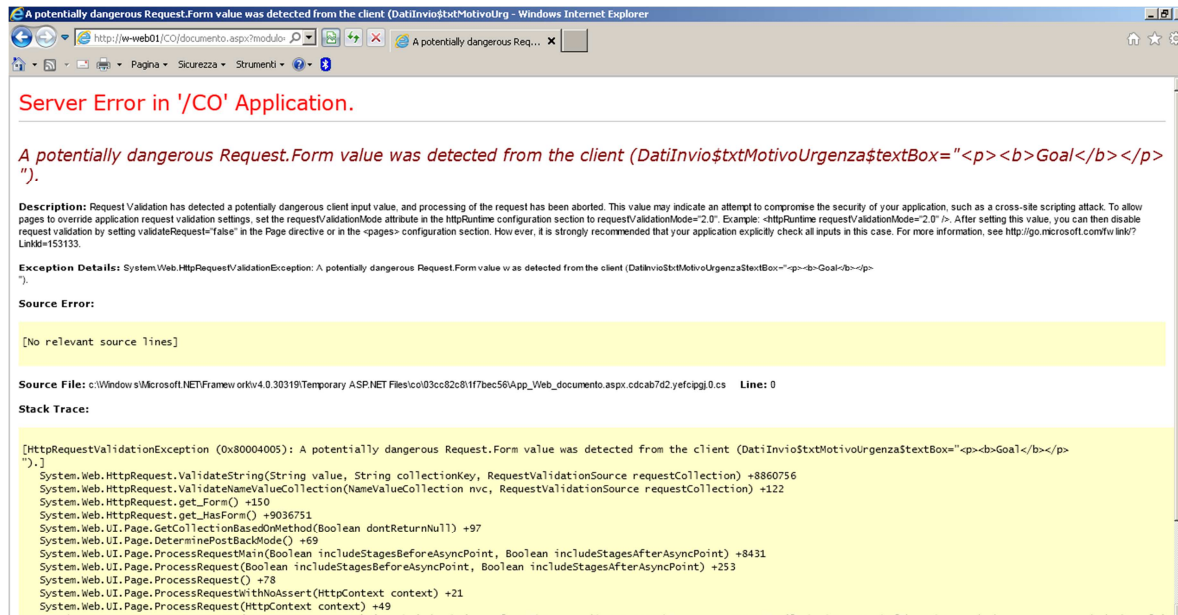 A potentially dangerous Request.Form value was detected from the client (DatiInvio$txtMotivoUrg - Windows Internet Explorer
http://w-web01/CO/documento.aspx?modulo
A potentially dangerous Req...
Pagina Sicurezza Strumenti
Server Error in '/CO' Application.
A potentially dangerous Request.Form value was detected from the client (DatiInvio$txtMotivoUrgenza$textBox="<p><b>Goal</b></p>
").
Description: Request Validation has detected a potentially dangerous client input value, and processing of the request has been aborted. This value may indicate an attempt to compromise the security of your application, such as a cross-site scripting attack. To allow
pages to override application request validation settings, set the requestValidationMode attribute in the httpRuntime configuration section to requestValidationMode="2.0". Example: <httpRuntime requestValidationMode="2.0" />. After setting this value, you can then disable
request validation by setting validateRequest="false" in the Page directive or in the <pages> configuration section. However, it is strongly recommended that your application explicitly check all inputs in this case. For more information, see http://go.microsoft.com/fwlink/?
LinkId=153133.
Exception Details: System.Web.HttpRequestValidationException: A potentially dangerous Request.Form value was detected from the client (DatiInvio$txtMotivoUrgenza$textBox="<p><b>Goal</b></p>
").
Source Error:
[No relevant source lines]
Source File: c:\Windows\Microsoft.NET\Framework\v4.0.30319\Temporary ASP.NET Files\co\03cc82c8\1f7bec56\App_Web_documento.aspx.cdcab7d2.yefcipgj.0.cs Line: 0
Stack Trace:
[HttpRequestValidationException (0x80004005): A potentially dangerous Request.Form value was detected from the client (DatiInvio$txtMotivoUrgenza$textBox="<p><b>Goal</b></p>
").]
System.Web.HttpRequest.ValidateString(String value, String collectionKey, RequestValidationSource requestCollection) +8860756
System.Web.HttpRequest.ValidateNameValueCollection(NameValueCollection nvc, RequestValidationSource requestCollection) +122
System.Web.HttpRequest.get_Form() +150
System.Web.HttpRequest.get_HasForm() +9036751
System.Web.UI.Page.GetCollectionBasedOnMethod(Boolean dontReturnNull) +97
System.Web.UI.Page.DeterminePostBackMode() +69
System.Web.UI.Page.ProcessRequestMain(Boolean includeStagesBeforeAsyncPoint, Boolean includeStagesAfterAsyncPoint) +8431
System.Web.UI.Page.ProcessRequest(Boolean includeStagesBeforeAsyncPoint, Boolean includeStagesAfterAsyncPoint) +253
System.Web.UI.Page.ProcessRequest() +78
System.Web.UI.Page.ProcessRequestWithNoAssert(HttpContext context) +21
System.Web.UI.Page.ProcessRequest(HttpContext context) +49